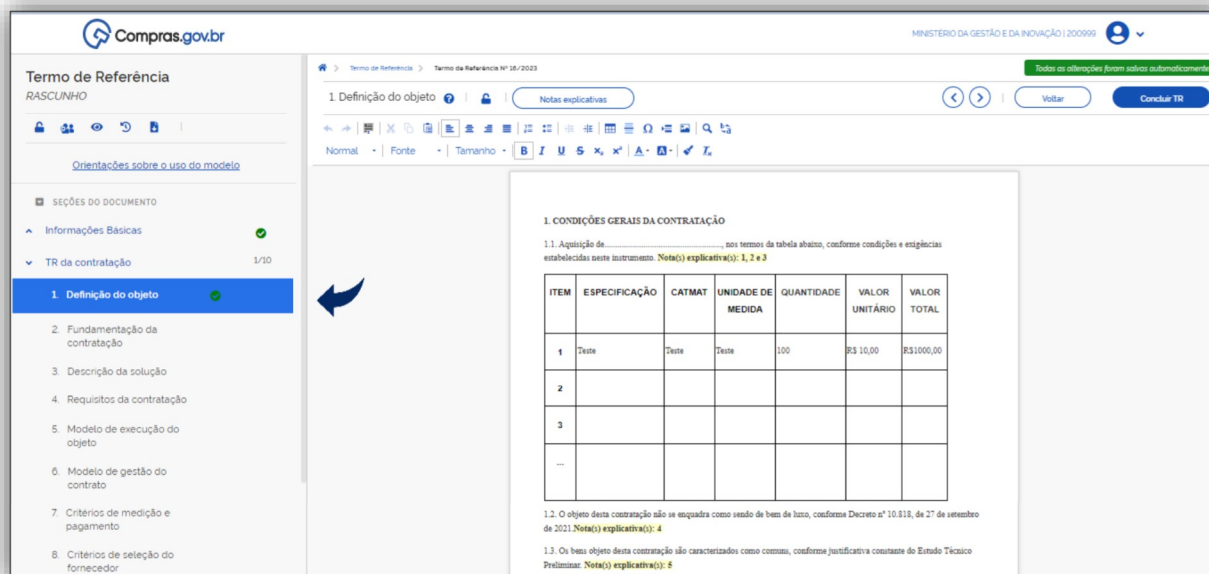 Compras.gov.br
MINISTÉRIO DA GESTÃO E DA INOVAÇÃO | 200999
Termo de Referência
RASCUNHO
Orientações sobre o uso do modelo
SEÇÕES DO DOCUMENTO
Informações Básicas
TR da contratação 1/10
1. Definição do objeto
2. Fundamentação da
contratação
3. Descrição da solução
4. Requisitos da contratação
5. Modelo de execução do
objeto
6. Modelo de gestão do
contrato
7. Critérios de medição e
pagamento
8. Critérios de seleção do
fornecedor
Termo de Referência > Termo de Referência Nº 16/2023
Todas as alterações foram salvas automaticamente
1. Definição do objeto
Notas explicativas
Voltar
Concluir TR
Normal Fonte Tamanho B I U S x₂ x² A A Tx
1. CONDIÇÕES GERAIS DA CONTRATAÇÃO
1.1. Aquisição de............................................................, nos termos da tabela abaixo, conforme condições e exigências
estabelecidas neste instrumento. Nota(s) explicativa(s): 1, 2 e 3
ITEM ESPECIFICAÇÃO CATMAT UNIDADE DE MEDIDA QUANTIDADE VALOR UNITÁRIO VALOR TOTAL
1 Teste Teste Teste 100 R$ 10,00 R$1000,00
2
3
...
1.2. O objeto desta contratação não se enquadra como sendo de bem de luxo, conforme Decreto nº 10.818, de 27 de setembro
de 2021.Nota(s) explicativa(s): 4
1.3. Os bens objeto desta contratação são caracterizados como comuns, conforme justificativa constante do Estudo Técnico
Preliminar. Nota(s) explicativa(s): 5